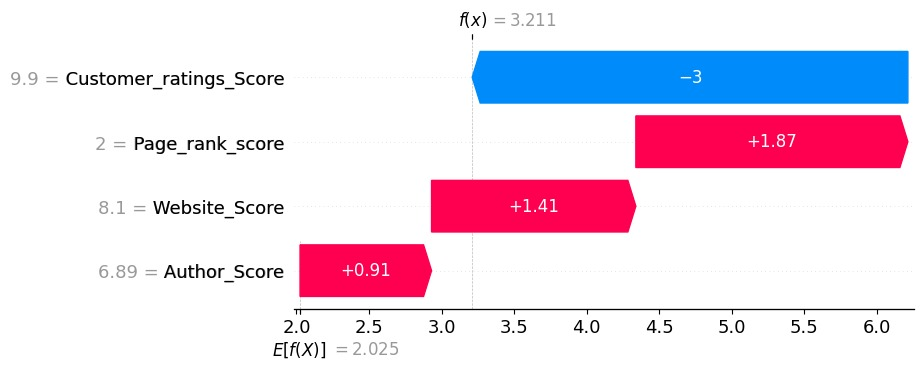 f(x) = 3.211
9.9 = Customer_ratings_Score
−3
2 = Page_rank_score
+1.87
8.1 = Website_Score
+1.41
6.89 = Author_Score
+0.91
2.0 2.5 3.0 3.5 4.0 4.5 5.0 5.5 6.0
E[f(X)] = 2.025